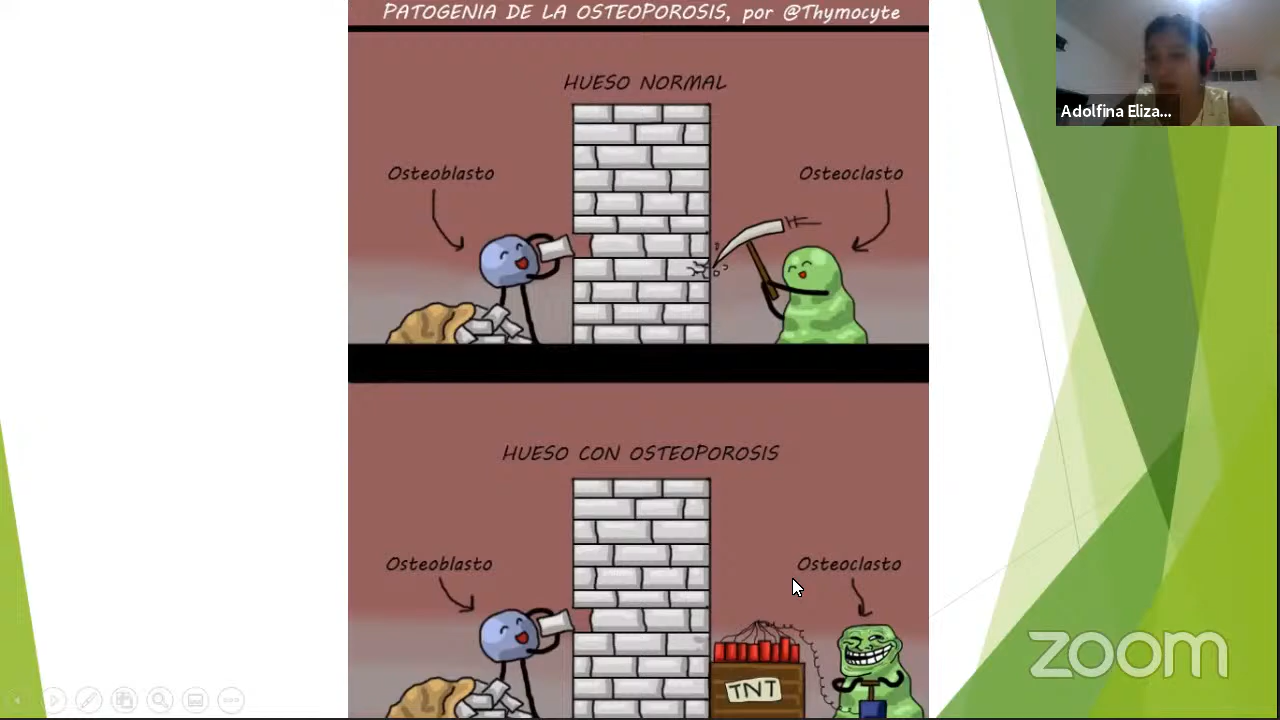 PATOGENIA DE LA OSTEOPOROSIS, por @Thymocyte
Adolfina Eliza...
HUESO NORMAL
Osteoblasto
Osteoclasto
HUESO CON OSTEOPOROSIS
Osteoblasto
Osteoclasto
TNT
zoom